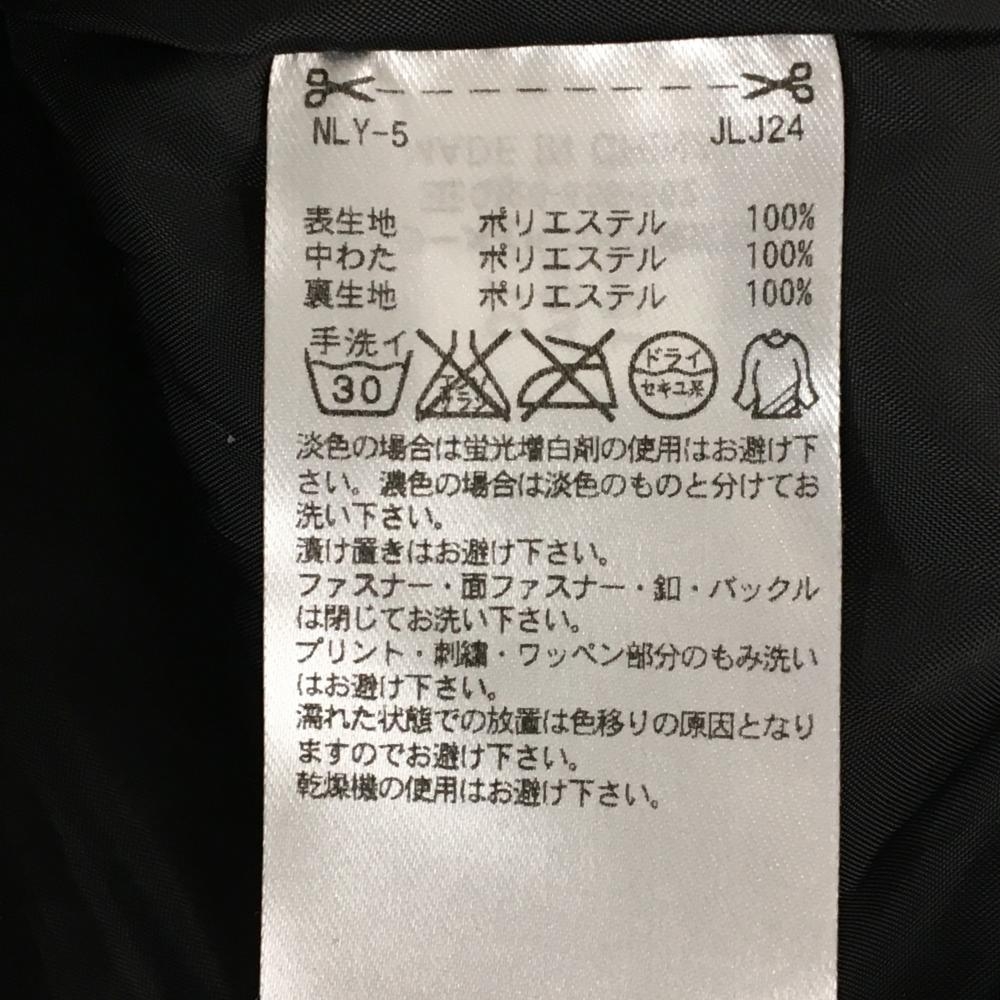 NLY-5 JLJ24
表生地 ポリエステル 100%
中わた ポリエステル 100%
裏生地 ポリエステル 100%
手洗イ
30
エンソ
サラシ
ドライ
セキユ系
淡色の場合は蛍光増白剤の使用はお避け下
さい。濃色の場合は淡色のものと分けてお
洗い下さい。
漬け置きはお避け下さい。
ファスナー・面ファスナー・釦・バックル
は閉じてお洗い下さい。
プリント・刺繍・ワッペン部分のもみ洗い
はお避け下さい。
濡れた状態での放置は色移りの原因となり
ますのでお避け下さい。
乾燥機の使用はお避け下さい。